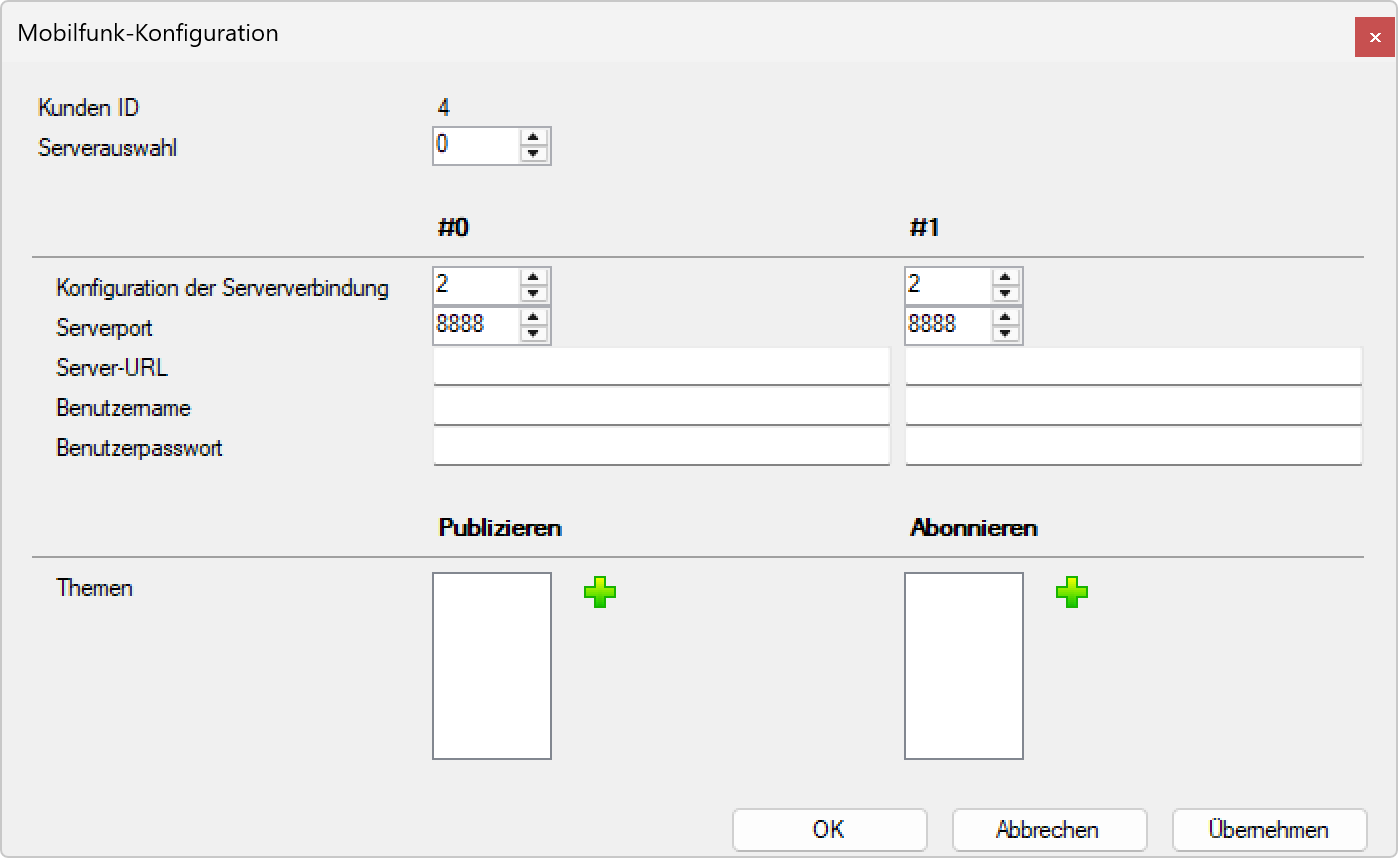 Mobilfunk-Konfiguration
Kunden ID 4
Serverauswahl 0
#0 #1
Konfiguration der Serververbindung 2 2
Serverport 8888 8888
Server-URL
Benutzername
Benutzerpasswort
Publizieren Abonnieren
Themen
OK Abbrechen Übernehmen